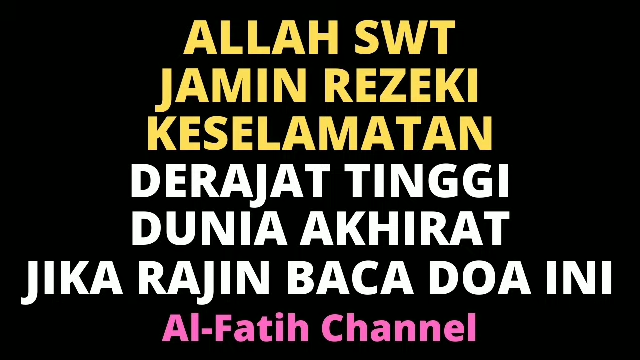 ALLAH SWT
JAMIN REZEKI
KESELAMATAN
DERAJAT TINGGI
DUNIA AKHIRAT
JIKA RAJIN BACA DOA INI
Al-Fatih Channel